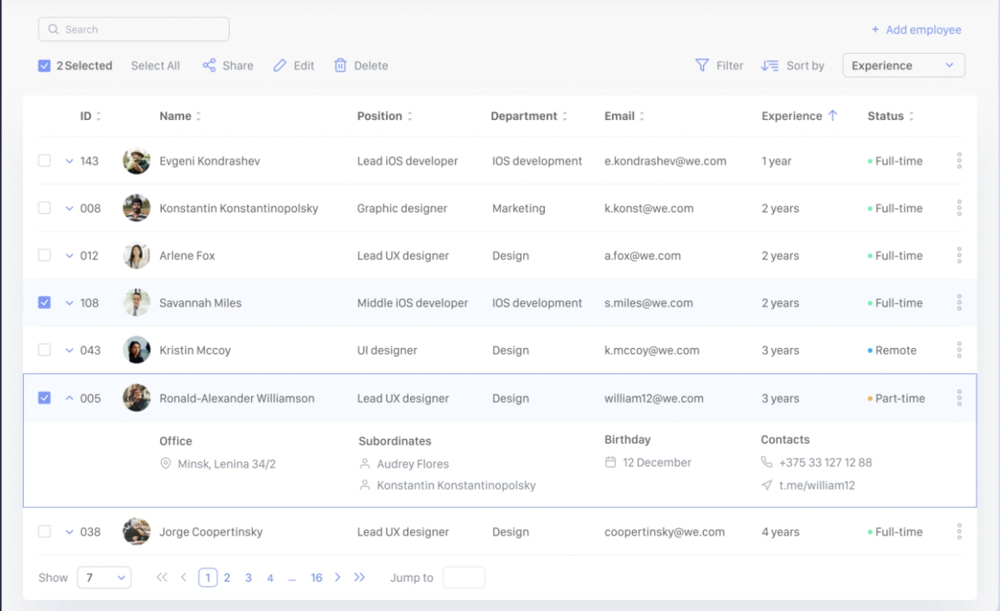 Search
+ Add employee
2 Selected Select All Share Edit Delete Filter Sort by Experience
ID Name Position Department Email Experience Status
143 Evgeni Kondrashev Lead iOS developer IOS development e.kondrashev@we.com 1 year Full-time
008 Konstantin Konstantinopolsky Graphic designer Marketing k.konst@we.com 2 years Full-time
012 Arlene Fox Lead UX designer Design a.fox@we.com 2 years Full-time
108 Savannah Miles Middle iOS developer IOS development s.miles@we.com 2 years Full-time
043 Kristin Mccoy UI designer Design k.mccoy@we.com 3 years Remote
005 Ronald-Alexander Williamson Lead UX designer Design william12@we.com 3 years Part-time
Office Subordinates Birthday Contacts
Minsk, Lenina 34/2 Audrey Flores 12 December +375 33 127 12 88
Konstantin Konstantinopolsky t.me/william12
038 Jorge Coopertinsky Lead UX designer Design coopertinsky@we.com 4 years Full-time
Show 7 1 2 3 4 ... 16 Jump to